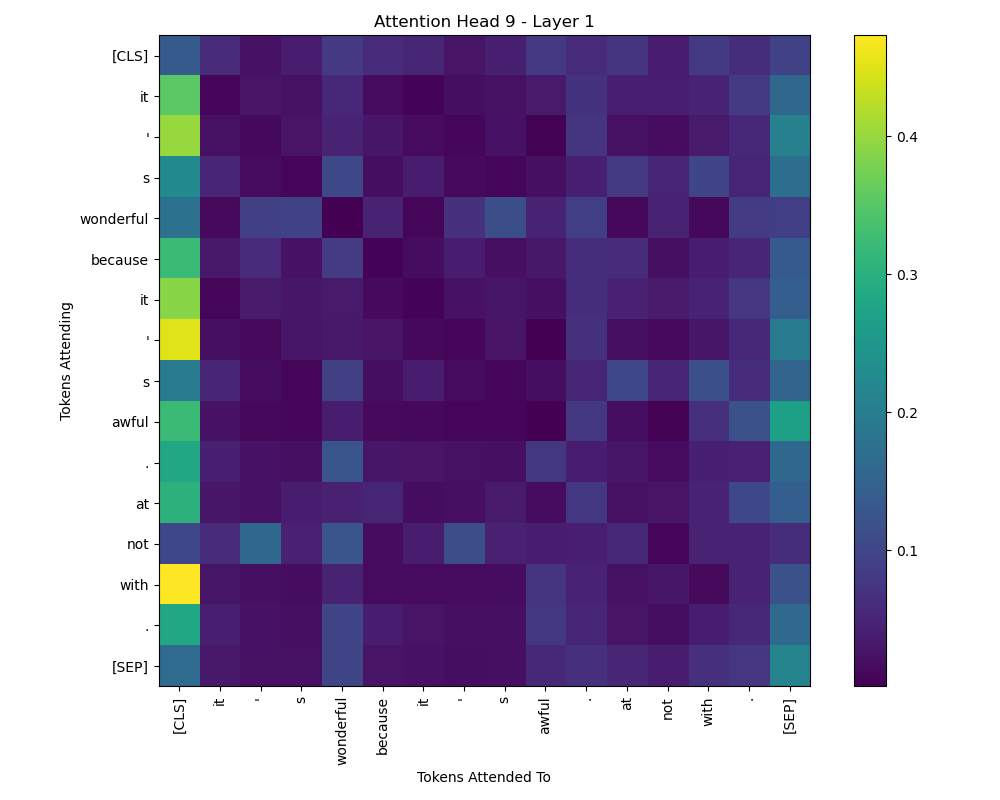 Attention Head 9 - Layer 1
Tokens Attending
[CLS]
it
'
s
wonderful
because
it
'
s
awful
.
at
not
with
.
[SEP]
[CLS]
it
'
s
wonderful
because
it
'
s
awful
.
at
not
with
.
[SEP]
Tokens Attended To
0.4
0.3
0.2
0.1